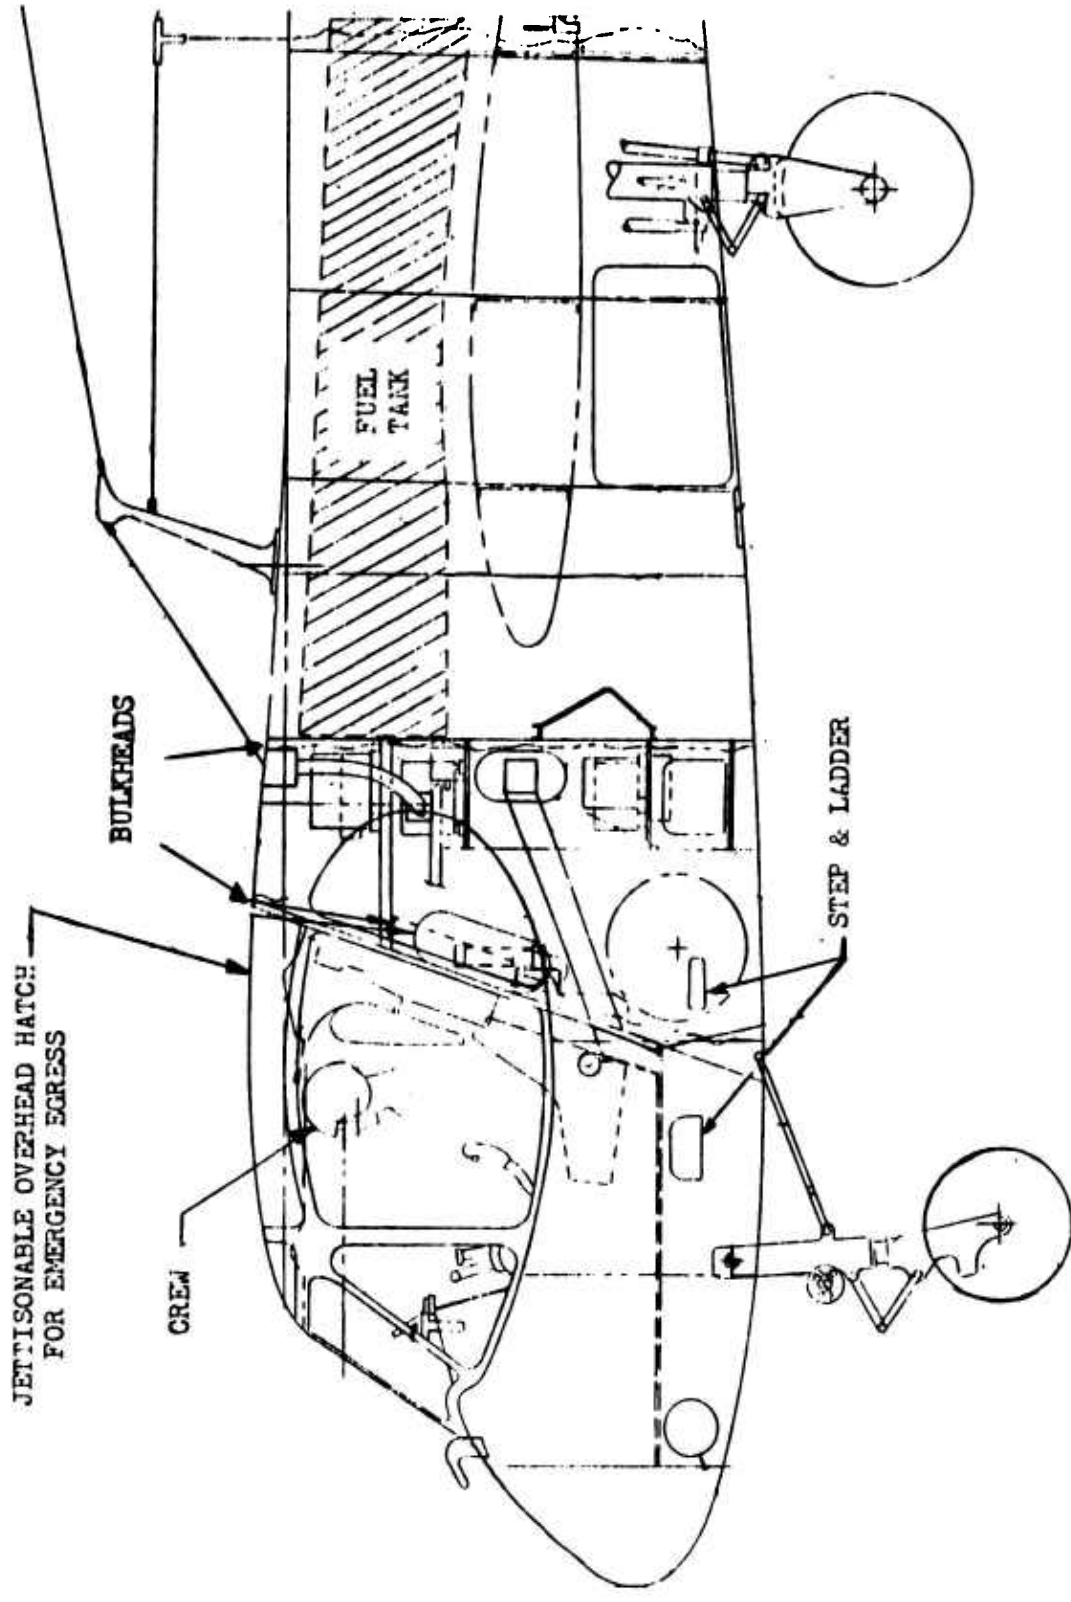 JETTISONABLE OVERHEAD HATCH
FOR EMERGENCY EGRESS
BULKHEADS
CREW
FUEL
TANK
STEP & LADDER